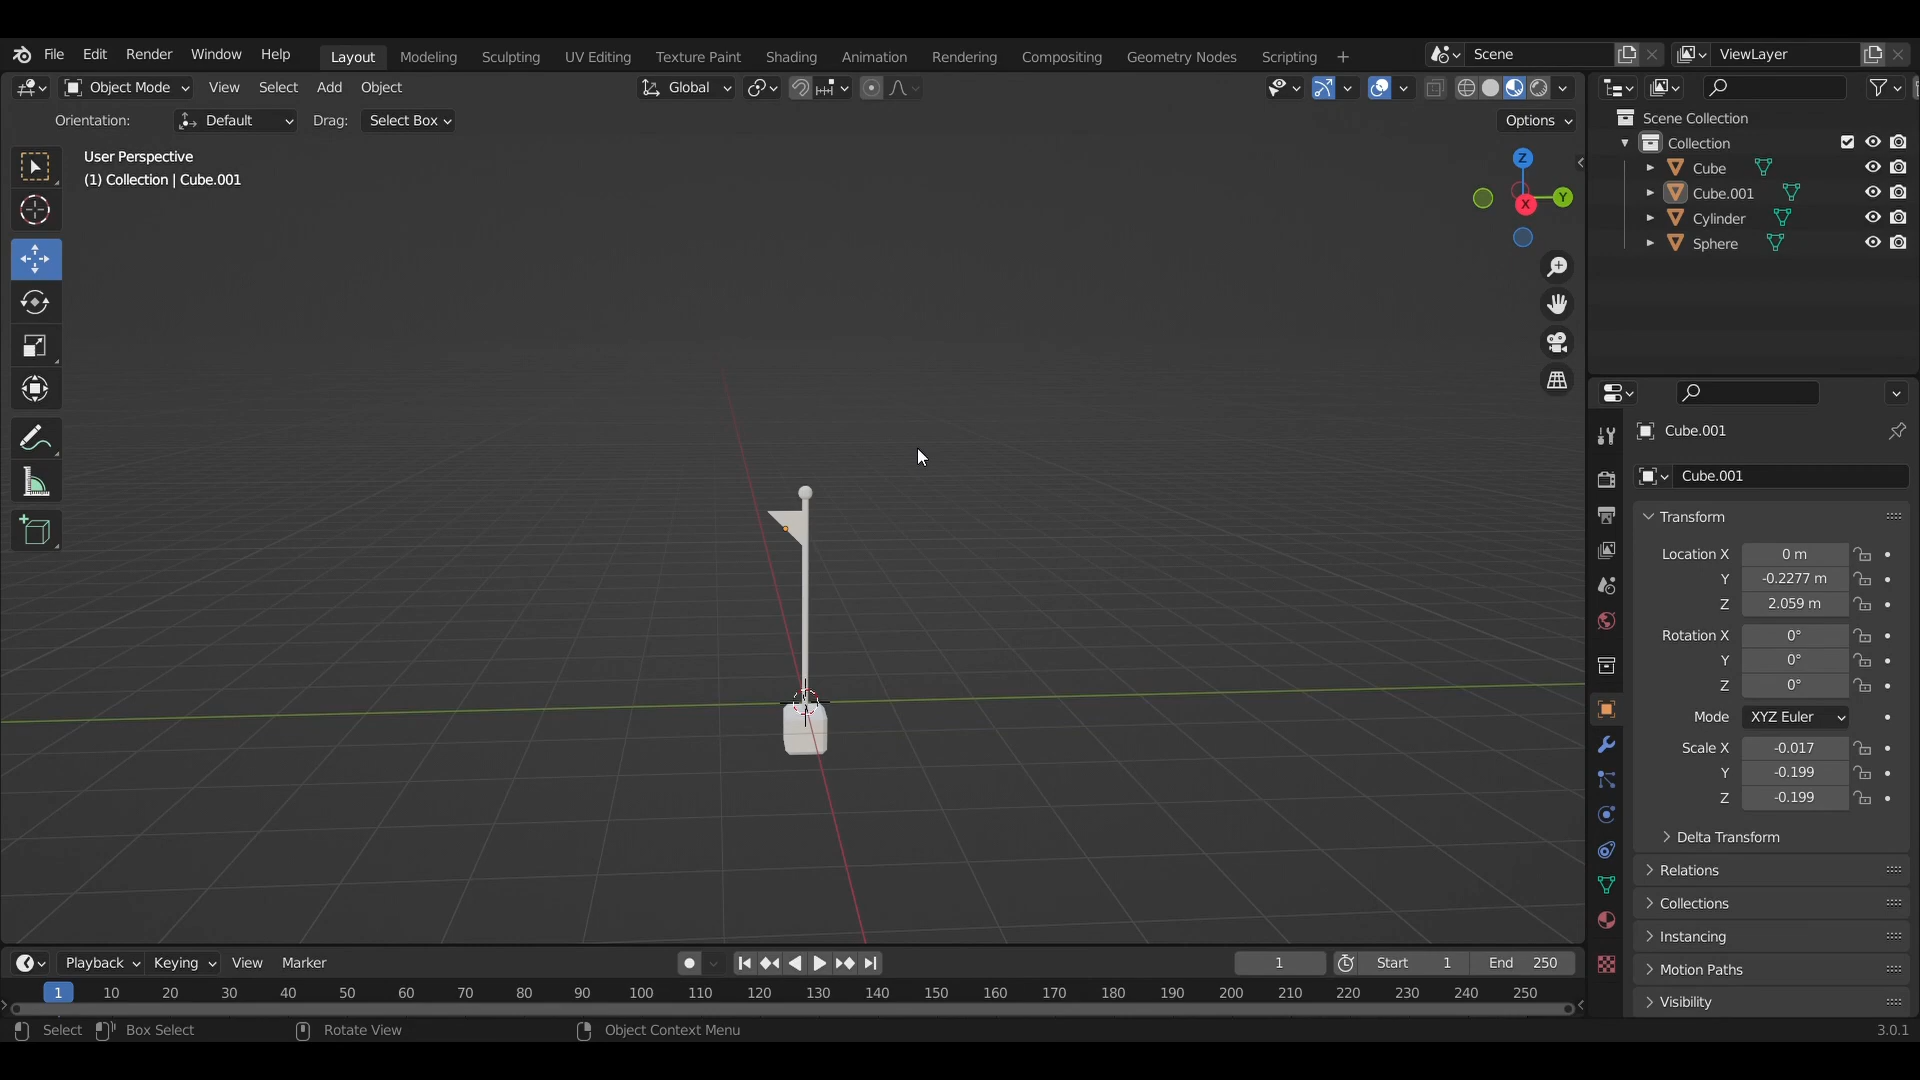 File Edit Render Window Help Layout Modeling Sculpting UV Editing Texture Paint Shading Animation Rendering Compositing Geometry Nodes Scripting + Scene ViewLayer
Object Mode View Select Add Object Global
Orientation: Default Drag: Select Box Options
User Perspective
(1) Collection | Cube.001
Z
Y
X
Scene Collection
Collection
Cube
Cube.001
Cylinder
Sphere
Cube.001
Cube.001
Transform
Location X 0 m
Y -0.2277 m
Z 2.059 m
Rotation X 0°
Y 0°
Z 0°
Mode XYZ Euler
Scale X -0.017
Y -0.199
Z -0.199
Delta Transform
Relations
Collections
Instancing
Motion Paths
Visibility
Playback Keying View Marker 1 Start 1 End 250
1 10 20 30 40 50 60 70 80 90 100 110 120 130 140 150 160 170 180 190 200 210 220 230 240 250
Select Box Select Rotate View Object Context Menu 3.0.1